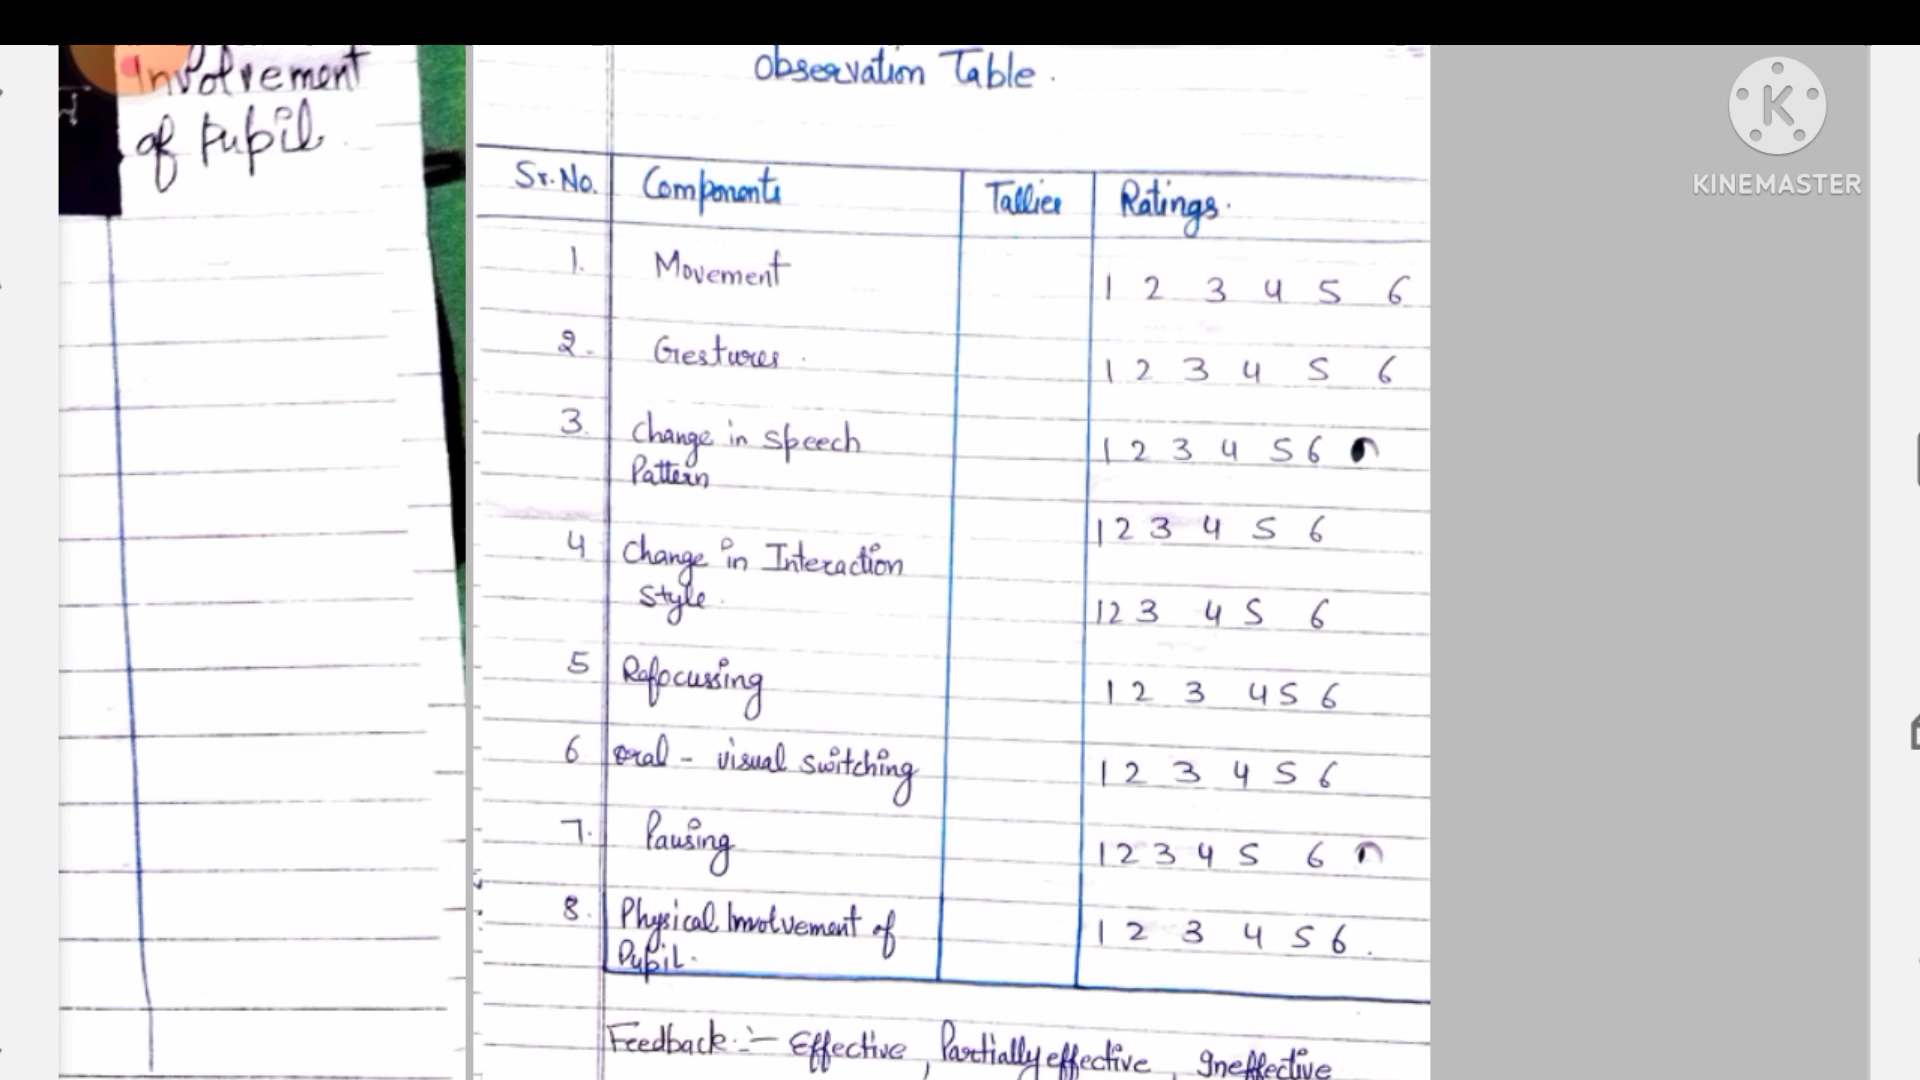 Involvement
of Pupil
Observation Table.
Sr.No. Components Tallies Ratings.
1. Movement 1 2 3 4 5 6
2. Gestures. 1 2 3 4 5 6
3. Change in speech
Pattern 1 2 3 4 5 6
1 2 3 4 5 6
4 Change in Interaction
style. 1 2 3 4 5 6
5 Refocussing 1 2 3 4 5 6
6 oral - visual switching 1 2 3 4 5 6
7. Pausing 1 2 3 4 5 6
8. Physical Involvement of
Pupil. 1 2 3 4 5 6.
Feedback :- Effective, Partially effective, Ineffective
KINEMASTER